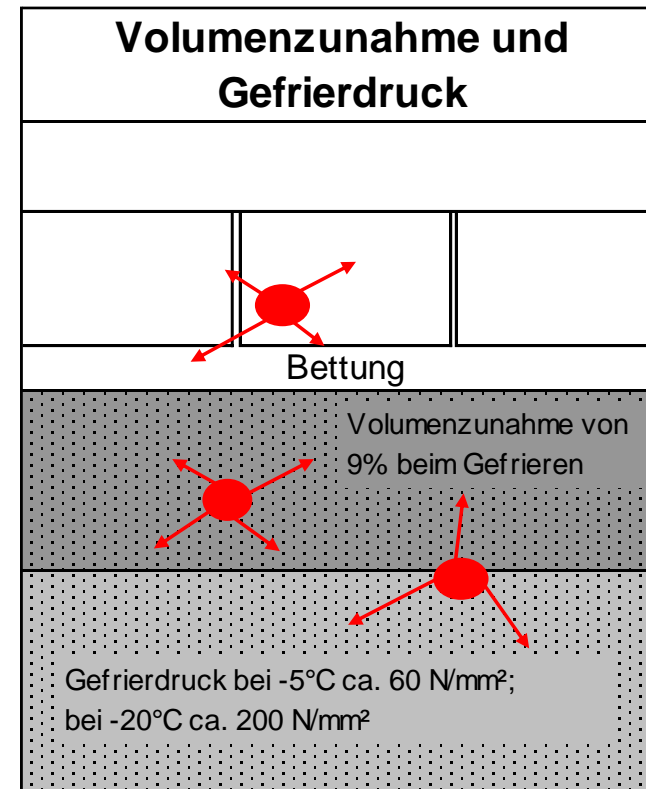 Volumenzunahme und
Gefrierdruck
Bettung
Volumenzunahme von
9% beim Gefrieren
Gefrierdruck bei -5°C ca. 60 N/mm²;
bei -20°C ca. 200 N/mm²